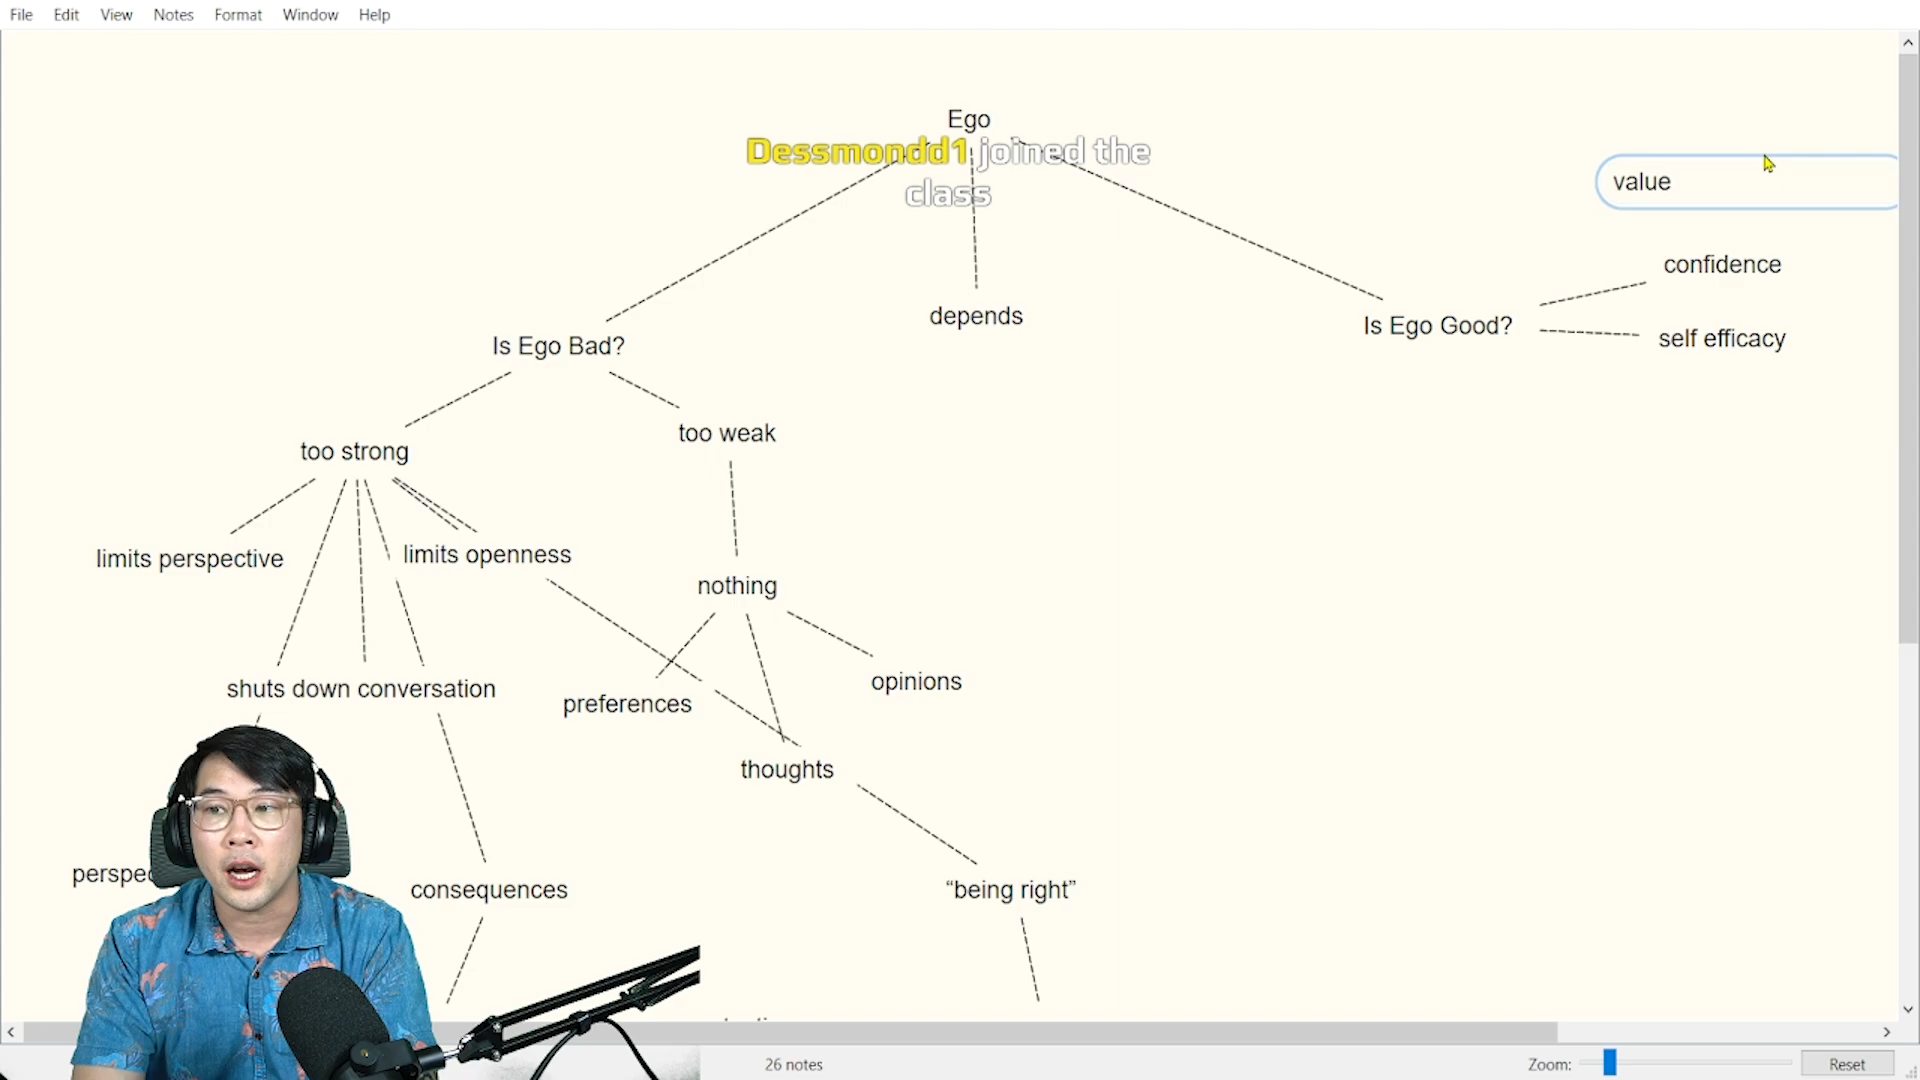 File Edit View Notes Format Window Help
Ego
Dessmondd1 joined the
class
value
confidence
depends
Is Ego Good?
self efficacy
Is Ego Bad?
too weak
too strong
limits perspective
limits openness
nothing
opinions
shuts down conversation
preferences
thoughts
consequences
"being right"
26 notes
Zoom:
Reset